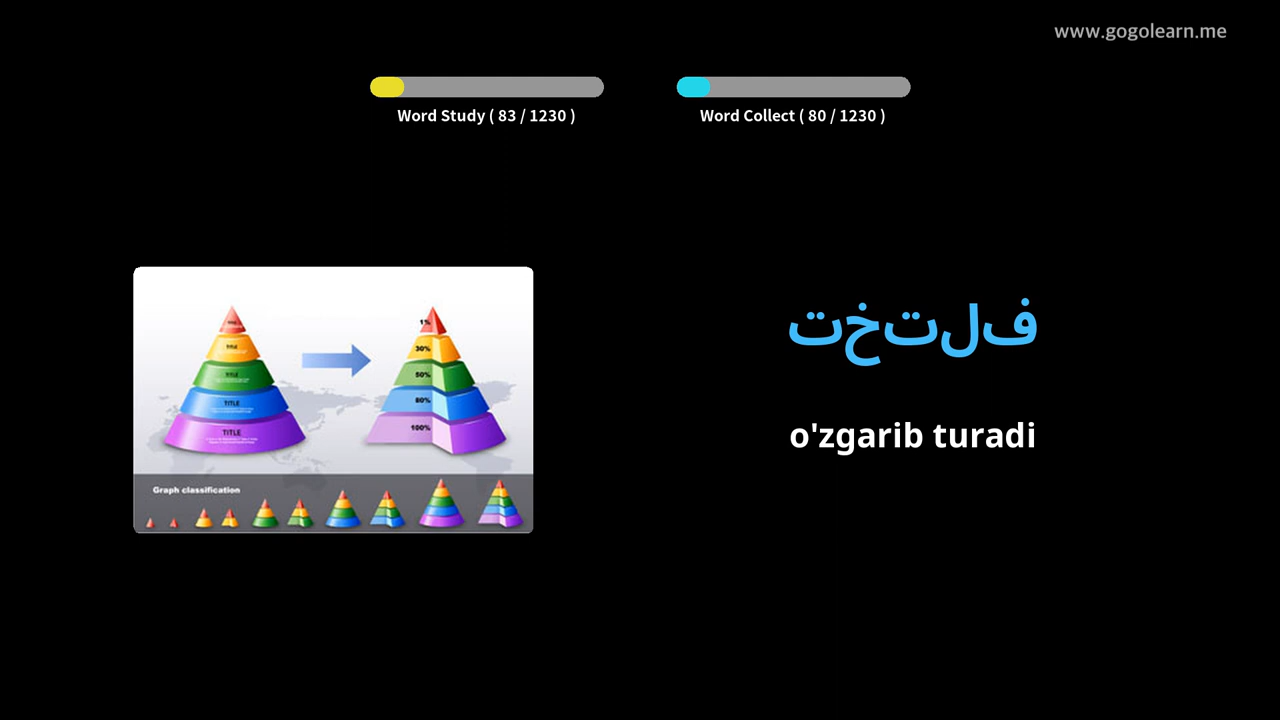 www.gogolearn.me
Word Study ( 83 / 1230 )
Word Collect ( 80 / 1230 )
TITLE
TITLE
TITLE
TITLE
1%
30%
50%
80%
100%
Graph classification
فلتخت
o'zgarib turadi